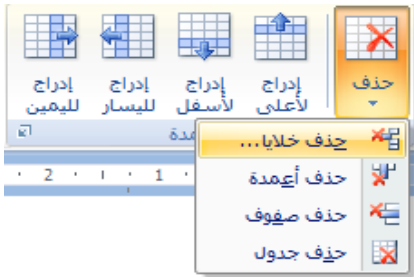 حذف
إدراج لأعلى
إدراج لأسفل
إدراج لليسار
إدراج لليمين
حذف خلايا...
حذف أعمدة
حذف صفوف
حذف جدول
2 1 1